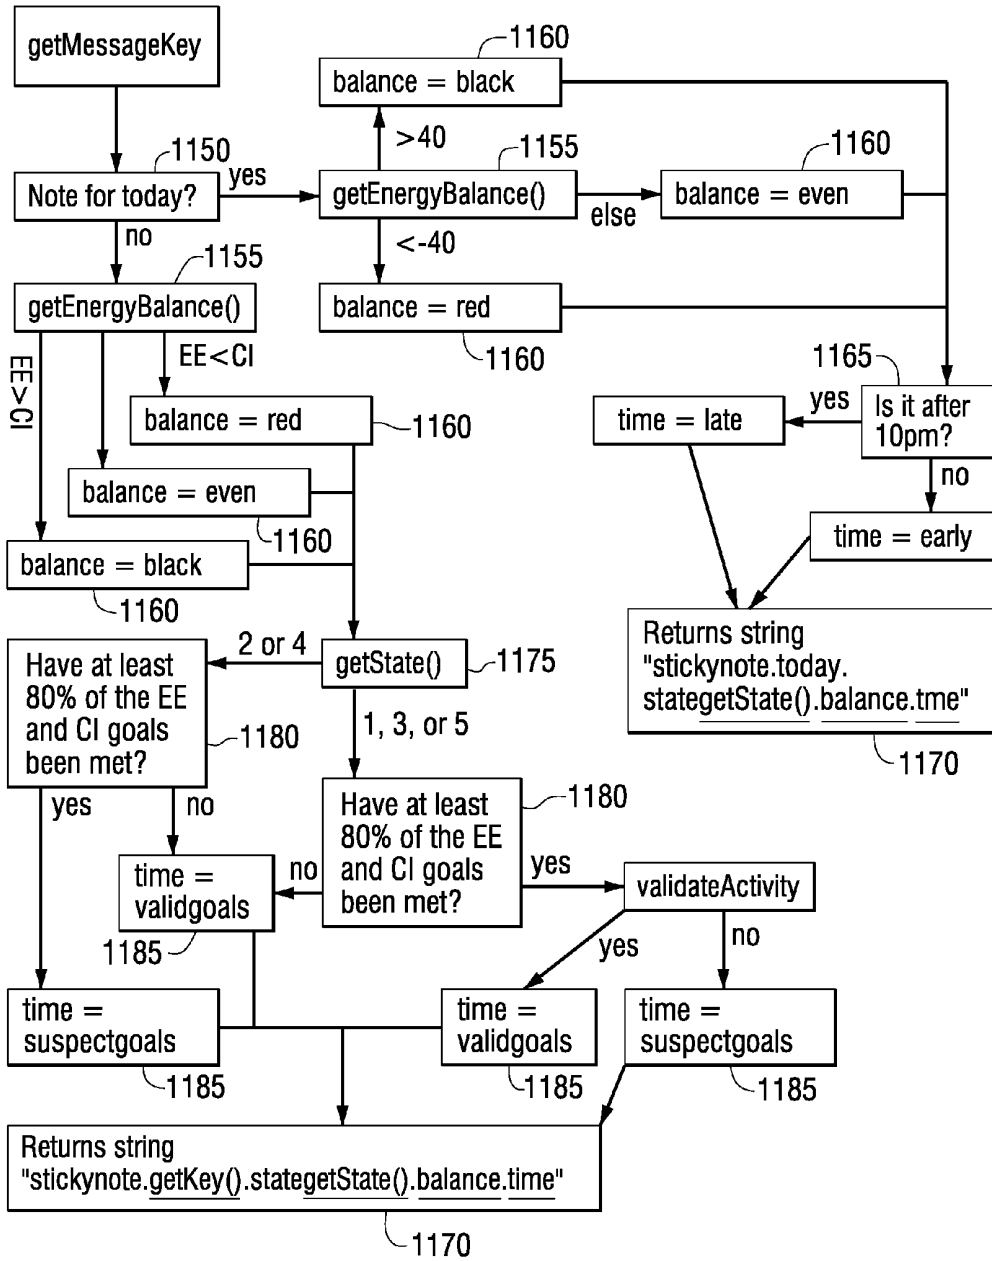 getMessageKey
1160
balance = black
>40
1150
Note for today?
yes
1155
getEnergyBalance()
else
1160
balance = even
no
<-40
1155
getEnergyBalance()
balance = red
1160
EE>CI
EE<CI
balance = red
1160
balance = even
1160
balance = black
1160
1165
Is it after
10pm?
yes
time = late
no
time = early
Returns string
"stickynote.today.
stategetState().balance.tme"
1170
getState()
1175
2 or 4
1, 3, or 5
Have at least
80% of the EE
and CI goals
been met?
1180
yes
no
Have at least
80% of the EE
and CI goals
been met?
1180
no
yes
time =
validgoals
1185
validateActivity
yes
no
time =
suspectgoals
1185
time =
validgoals
1185
time =
suspectgoals
1185
Returns string
"stickynote.getKey().stategetState().balance.time"
1170